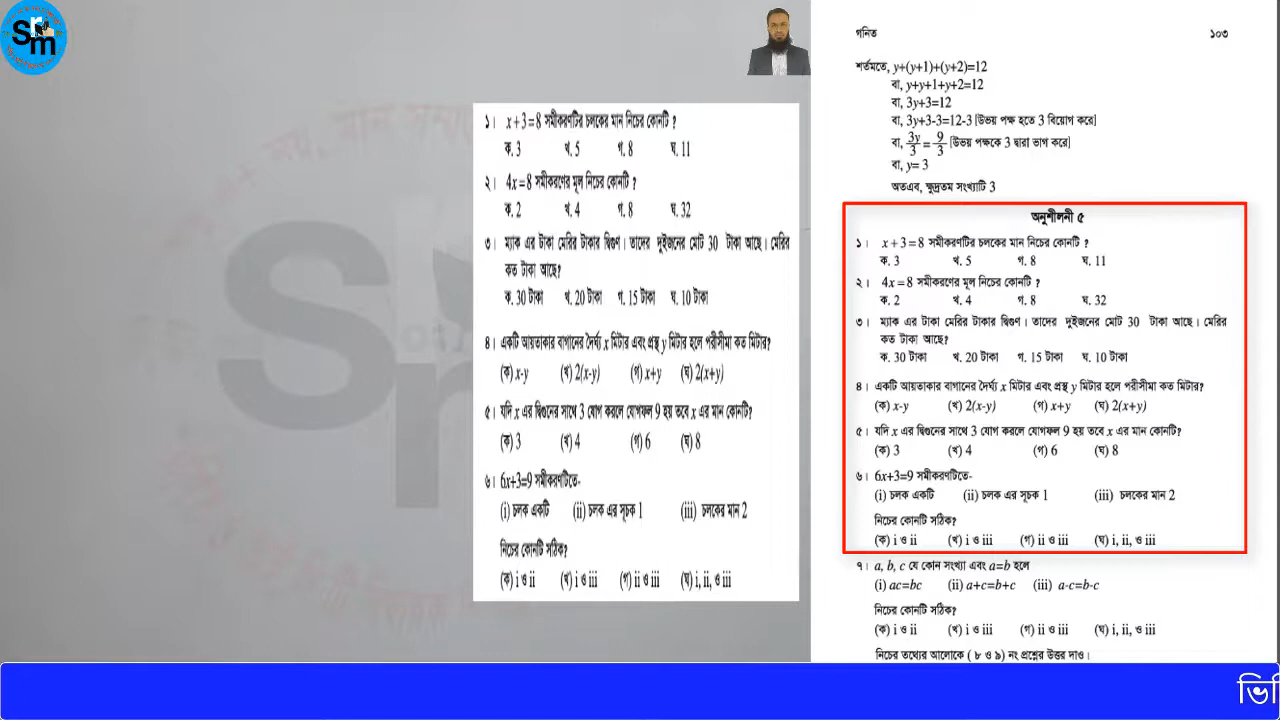 Srm
১। x+3=8 সমীকরণটির চলকের মান নিচের কোনটি ?
ক. 3 খ. 5 গ. 8 ঘ. 11
২। 4x=8 সমীকরণের মূল নিচের কোনটি ?
ক. 2 খ. 4 গ. 8 ঘ. 32
৩। ম্যাক এর টাকা মেরির টাকার দ্বিগুণ। তাদের দুইজনের মোট 30 টাকা আছে। মেরির
কত টাকা আছে?
ক. 30 টাকা খ. 20 টাকা গ. 15 টাকা ঘ. 10 টাকা
৪। একটি আয়তাকার বাগানের দৈর্ঘ্য x মিটার এবং প্রস্থ y মিটার হলে পরীসীমা কত মিটার?
(ক) x-y (খ) 2(x-y) (গ) x+y (ঘ) 2(x+y)
৫। যদি x এর দ্বিগুনের সাথে 3 যোগ করলে যোগফল 9 হয় তবে x এর মান কোনটি?
(ক) 3 (খ) 4 (গ) 6 (ঘ) 8
৬। 6x+3=9 সমীকরণটিতে-
(i) চলক একটি (ii) চলক এর সূচক 1 (iii) চলকের মান 2
নিচের কোনটি সঠিক?
(ক) i ও ii (খ) i ও iii (গ) ii ও iii (ঘ) i, ii, ও iii
গনিত ১০৩
শর্তমতে, y+(y+1)+(y+2)=12
বা, y+y+1+y+2=12
বা, 3y+3=12
বা, 3y+3-3=12-3 [উভয় পক্ষ হতে 3 বিয়োগ করে]
বা, 3y/3 = 9/3 [উভয় পক্ষকে 3 দ্বারা ভাগ করে]
বা, y= 3
অতএব, ক্ষুদ্রতম সংখ্যাটি 3
অনুশীলনী ৫
১। x+3=8 সমীকরণটির চলকের মান নিচের কোনটি ?
ক. 3 খ. 5 গ. 8 ঘ. 11
২। 4x=8 সমীকরণের মূল নিচের কোনটি ?
ক. 2 খ. 4 গ. 8 ঘ. 32
৩। ম্যাক এর টাকা মেরির টাকার দ্বিগুণ। তাদের দুইজনের মোট 30 টাকা আছে। মেরির
কত টাকা আছে?
ক. 30 টাকা খ. 20 টাকা গ. 15 টাকা ঘ. 10 টাকা
৪। একটি আয়তাকার বাগানের দৈর্ঘ্য x মিটার এবং প্রস্থ y মিটার হলে পরীসীমা কত মিটার?
(ক) x-y (খ) 2(x-y) (গ) x+y (ঘ) 2(x+y)
৫। যদি x এর দ্বিগুনের সাথে 3 যোগ করলে যোগফল 9 হয় তবে x এর মান কোনটি?
(ক) 3 (খ) 4 (গ) 6 (ঘ) 8
৬। 6x+3=9 সমীকরণটিতে-
(i) চলক একটি (ii) চলক এর সূচক 1 (iii) চলকের মান 2
নিচের কোনটি সঠিক?
(ক) i ও ii (খ) i ও iii (গ) ii ও iii (ঘ) i, ii, ও iii
৭। a, b, c যে কোন সংখ্যা এবং a=b হলে
(i) ac=bc (ii) a+c=b+c (iii) a-c=b-c
নিচের কোনটি সঠিক?
(ক) i ও ii (খ) i ও iii (গ) ii ও iii (ঘ) i, ii, ও iii
নিচের তথ্যের আলোকে ( ৮ ও ৯) নং প্রশ্নের উত্তর দাও।